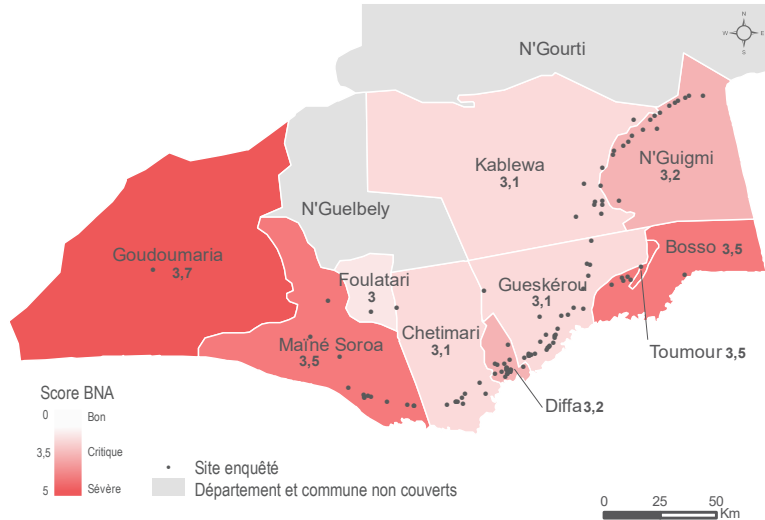 N
W E
S
N'Gourti
Kablewa
3,1
N'Guigmi
3,2
N'Guelbely
Goudoumaria
3,7
Bosso 3,5
Foulatari
3
Gueskérou
3,1
Chetimari
3,1
Maïné Soroa
3,5
Toumour 3,5
Diffa 3,2
Score BNA
0 Bon
3,5 Critique
5 Sévère
Site enquêté
Département et commune non couverts
0 25 50
Km